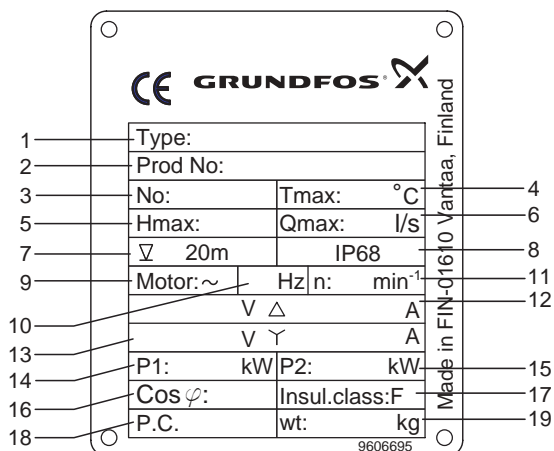 CE GRUNDFOS
1 Type:
2 Prod No:
3 No: Tmax: °C 4
5 Hmax: Qmax: l/s 6
7 20m IP68 8
9 Motor:~ Hz n: min-1 11
10 V △ A 12
13 V Y A
14 P1: kW P2: kW 15
16 Cos φ: Insul.class:F 17
18 P.C. wt: kg 19
9606695
Made in FIN-01610 Vantaa, Finland